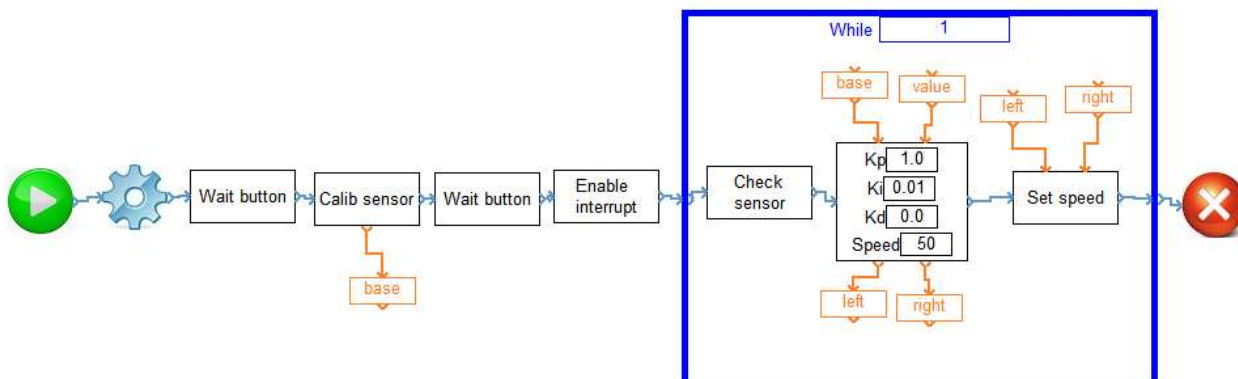 While 1
base value
left right
Kp 1.0
Ki 0.01
Kd 0.0
Speed 50
Wait button
Calib sensor
Wait button
Enable
interrupt
Check
sensor
Set speed
base
left right